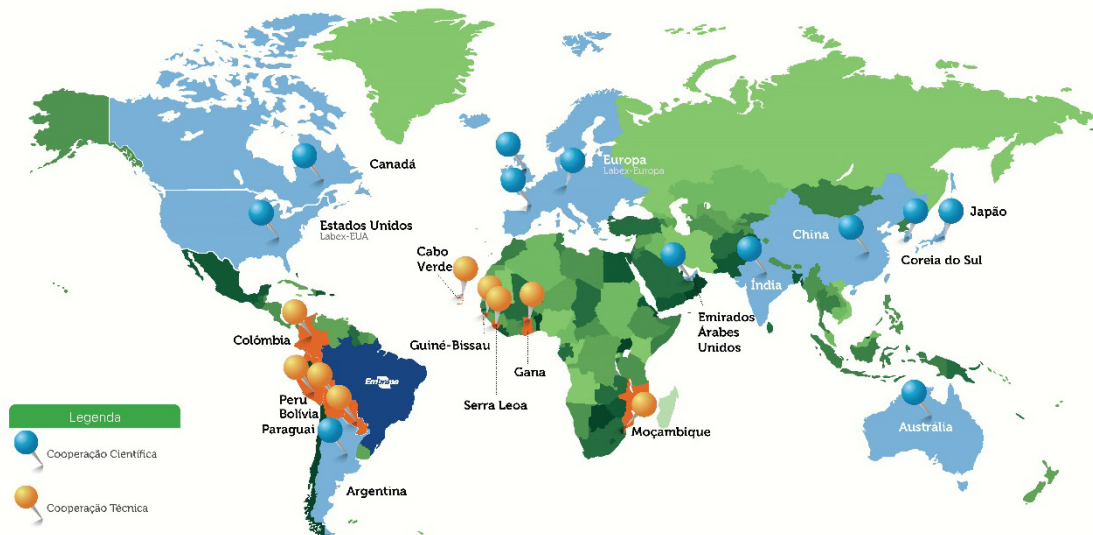 Canadá
Estados Unidos
Labex-EUA
Europa
Labex-Europa
China
Japão
Coreia do Sul
Índia
Emirados
Árabes
Unidos
Cabo
Verde
Guiné-Bissau
Serra Leoa
Gana
Moçambique
Colômbia
Embrapa
Peru
Bolívia
Paraguai
Argentina
Austrália
Legenda
Cooperação Científica
Cooperação Técnica